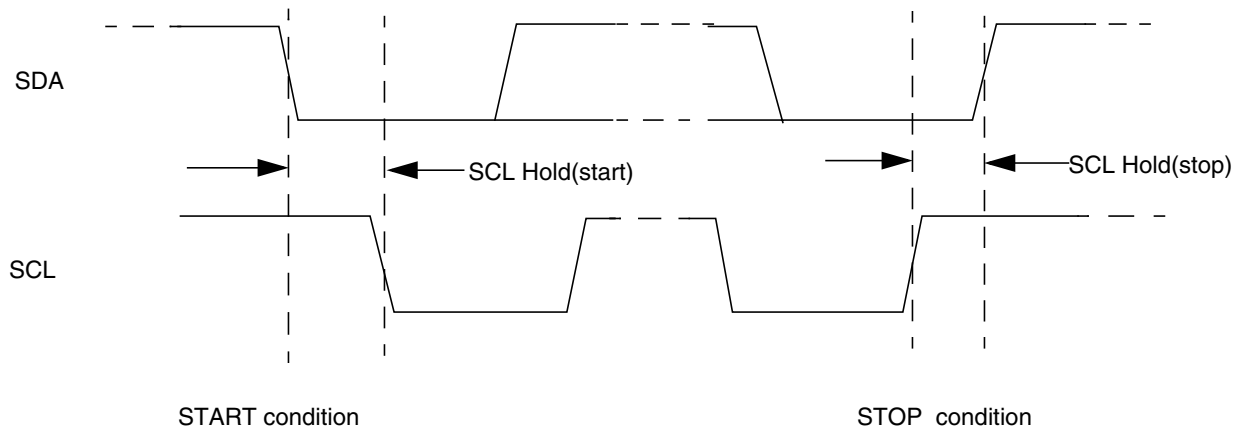 SDA
SCL Hold(start)
SCL Hold(stop)
SCL
START condition
STOP condition